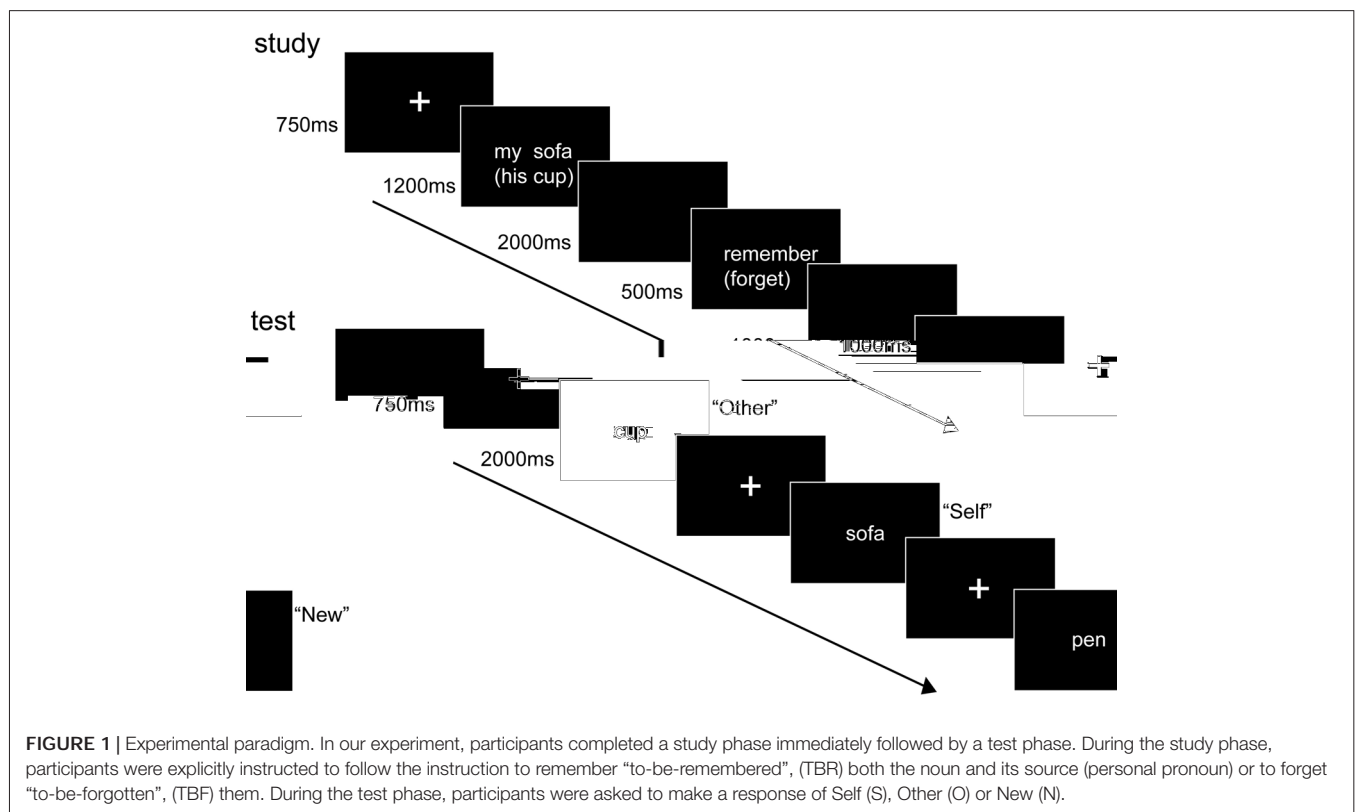 study
+
750ms
my sofa
(his cup)
1200ms
2000ms
remember
(forget)
500ms
1000ms
test
750ms
cup
"Other"
2000ms
+
sofa
“Self”
+
pen
“New”
FIGURE 1 | Experimental paradigm. In our experiment, participants completed a study phase immediately followed by a test phase. During the study phase,
participants were explicitly instructed to follow the instruction to remember “to-be-remembered”, (TBR) both the noun and its source (personal pronoun) or to forget
“to-be-forgotten”, (TBF) them. During the test phase, participants were asked to make a response of Self (S), Other (O) or New (N).